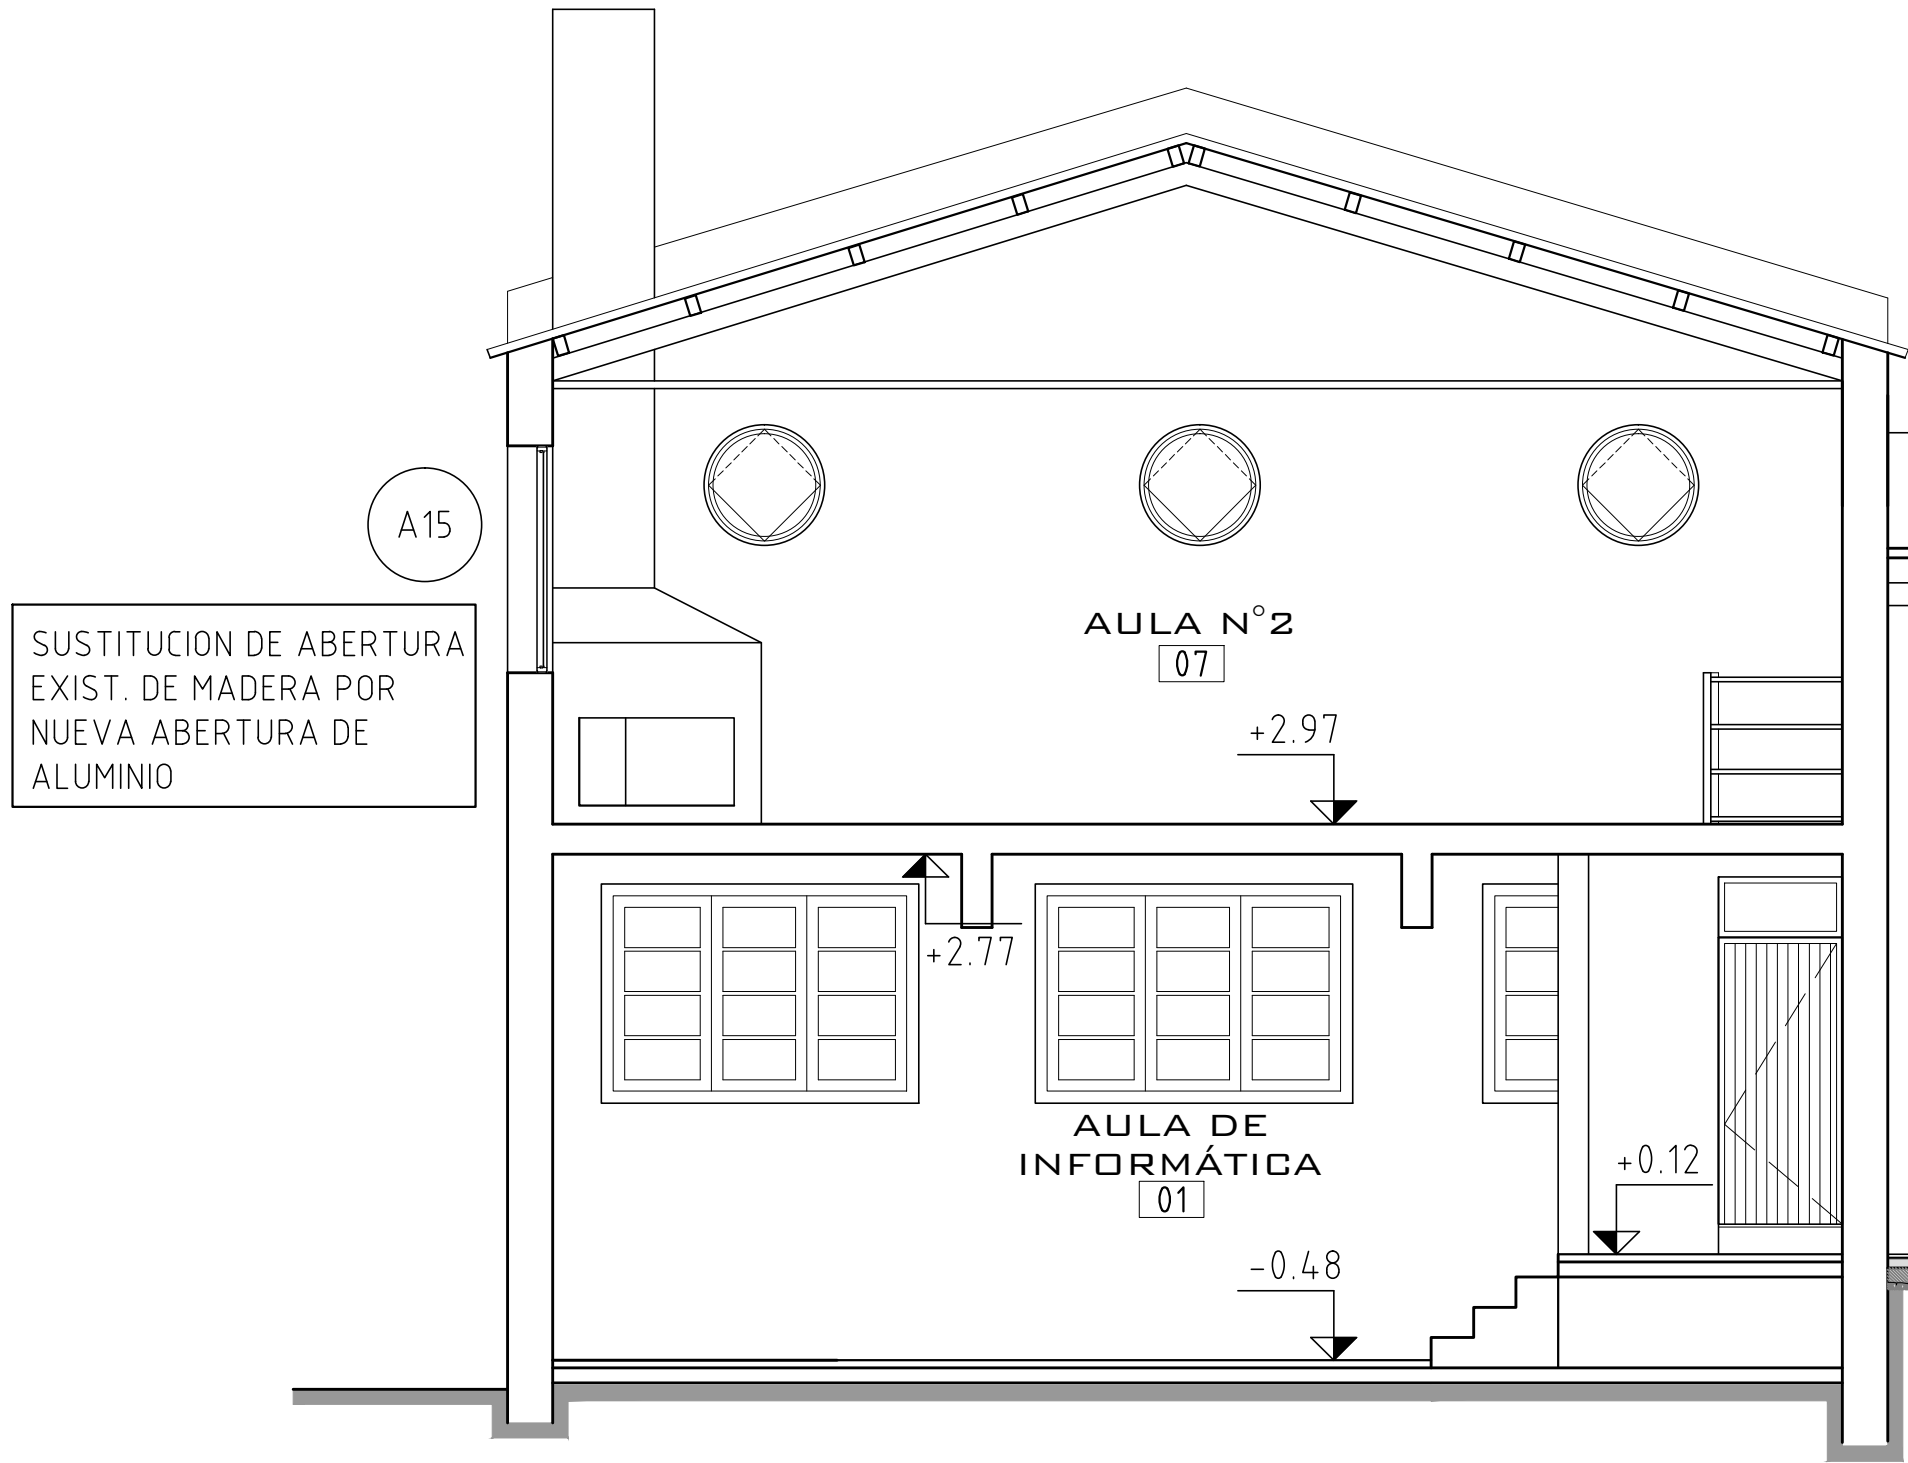 A15
SUSTITUCION DE ABERTURA
EXIST. DE MADERA POR
NUEVA ABERTURA DE
ALUMINIO
AULA N°2
07
+2.97
+2.77
AULA DE
INFORMÁTICA
01
+0.12
-0.48